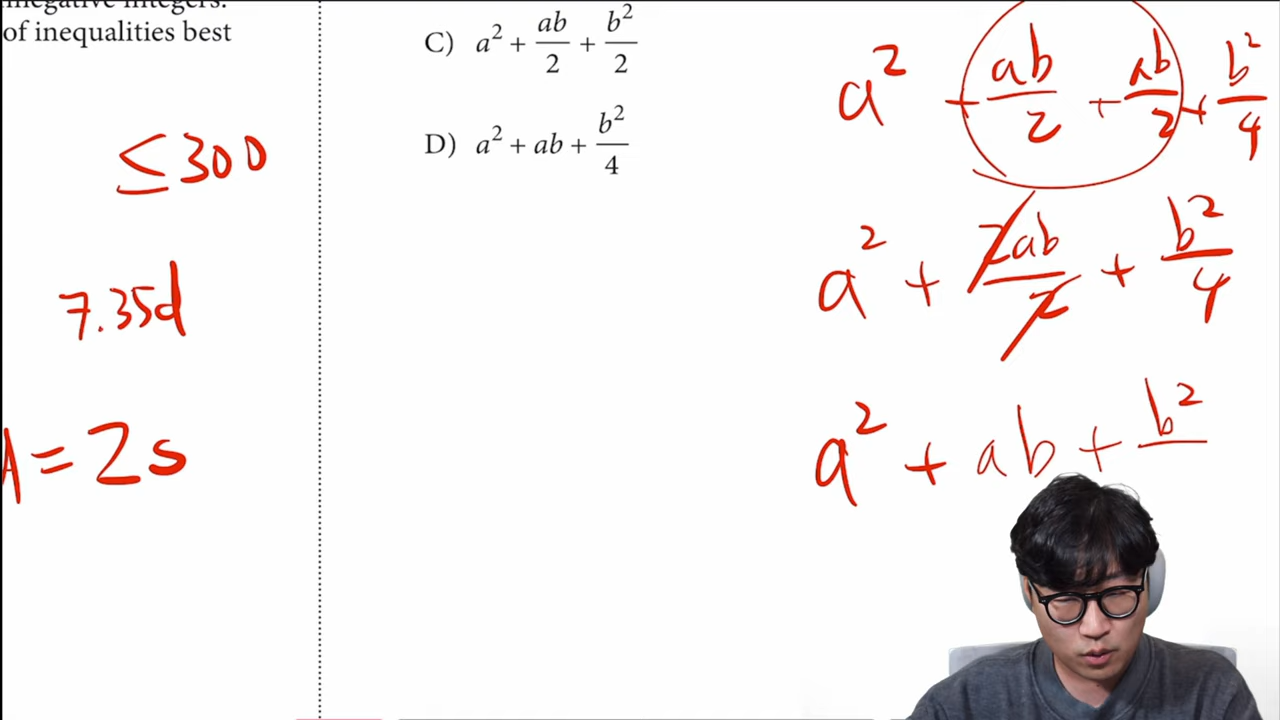 of inequalities best
≤300
7.35d
A = 2s
C) a² + ab/2 + b²/2
D) a² + ab + b²/4
a² + ab/2 + ab/2 + b²/4
a² + 2ab/2 + b²/4
a² + ab + b²